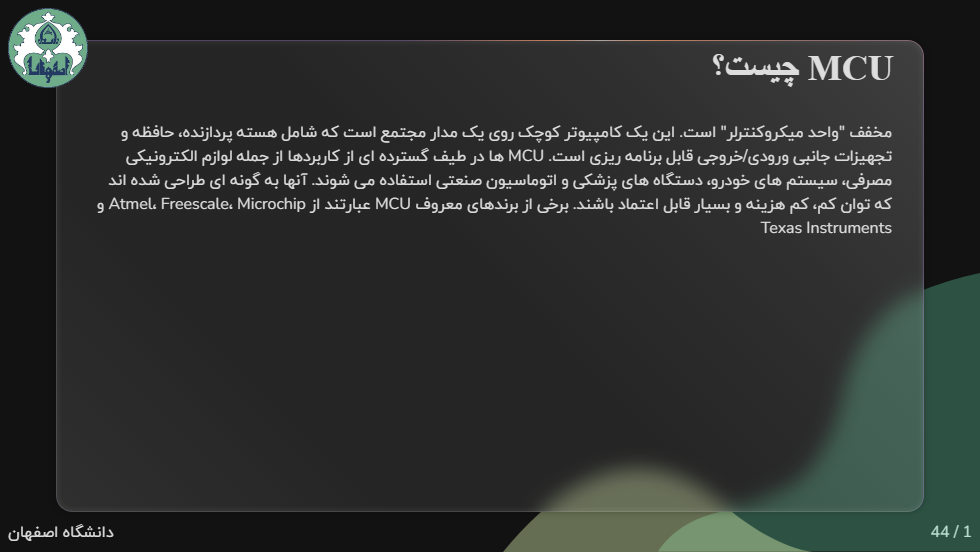 MCU چیست؟
مخفف "واحد میکروکنترلر" است. این یک کامپیوتر کوچک روی یک مدار مجتمع است که شامل هسته پردازنده، حافظه و
تجهیزات جانبی ورودی/خروجی قابل برنامه ریزی است. MCU ها در طیف گسترده ای از کاربردها از جمله لوازم الکترونیکی
مصرفی، سیستم های خودرو، دستگاه های پزشکی و اتوماسیون صنعتی استفاده می شوند. آنها به گونه ای طراحی شده اند
که توان کم، کم هزینه و بسیار قابل اعتماد باشند. برخی از برندهای معروف MCU عبارتند از Atmel، Freescale، Microchip و
Texas Instruments
دانشگاه اصفهان
44 / 1